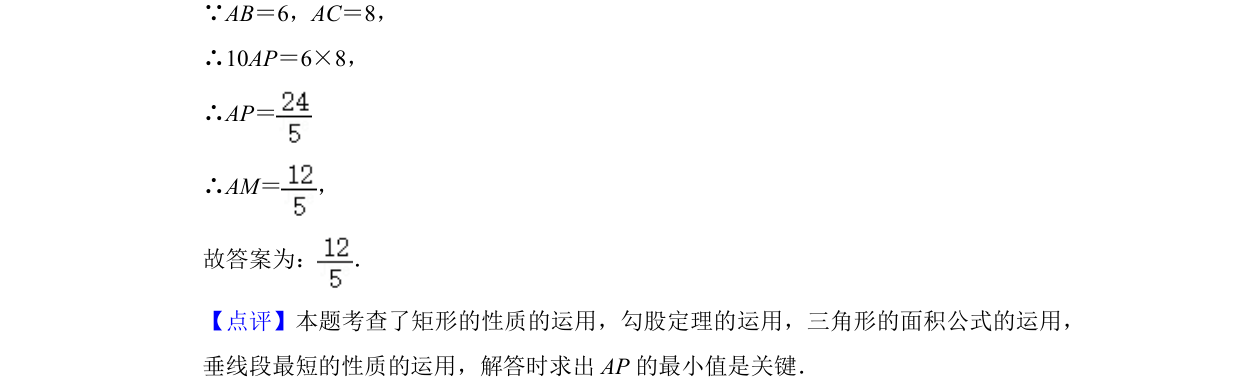 ∵AB=6，AC=8，
∴10AP=6×8，
∴AP=24/5
∴AM=12/5，
故答案为：12/5．
【点评】本题考查了矩形的性质的运用，勾股定理的运用，三角形的面积公式的运用，
垂线段最短的性质的运用，解答时求出 AP 的最小值是关键．